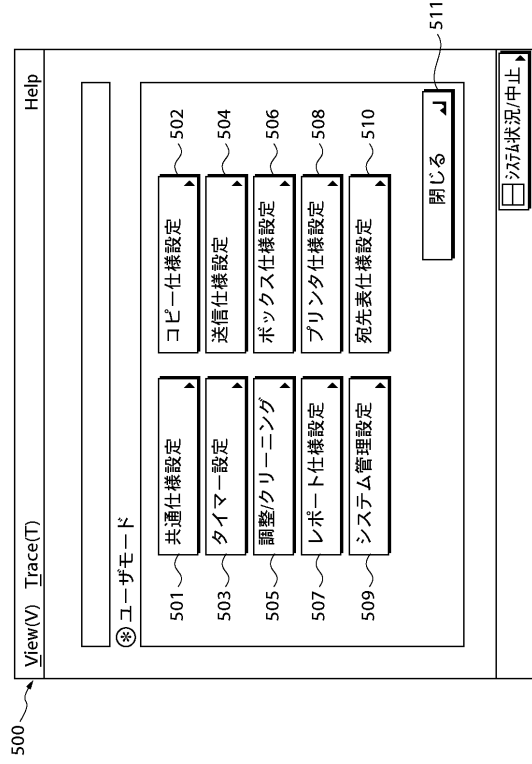 500
View(V) Trace(T) Help
ユーザモード
501 共通仕様設定 コピー仕様設定 502
503 タイマー設定 送信仕様設定 504
505 調整/クリーニング ボックス仕様設定 506
507 レポート仕様設定 プリンタ仕様設定 508
509 システム管理設定 宛先表仕様設定 510
閉じる 511
システム状況/中止